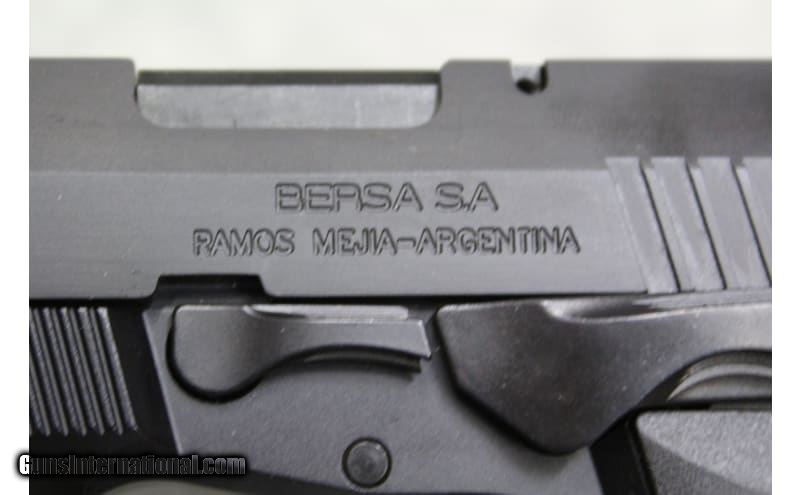 BERSA S.A
RAMOS MEJIA-ARGENTINA
GunsInternational.com